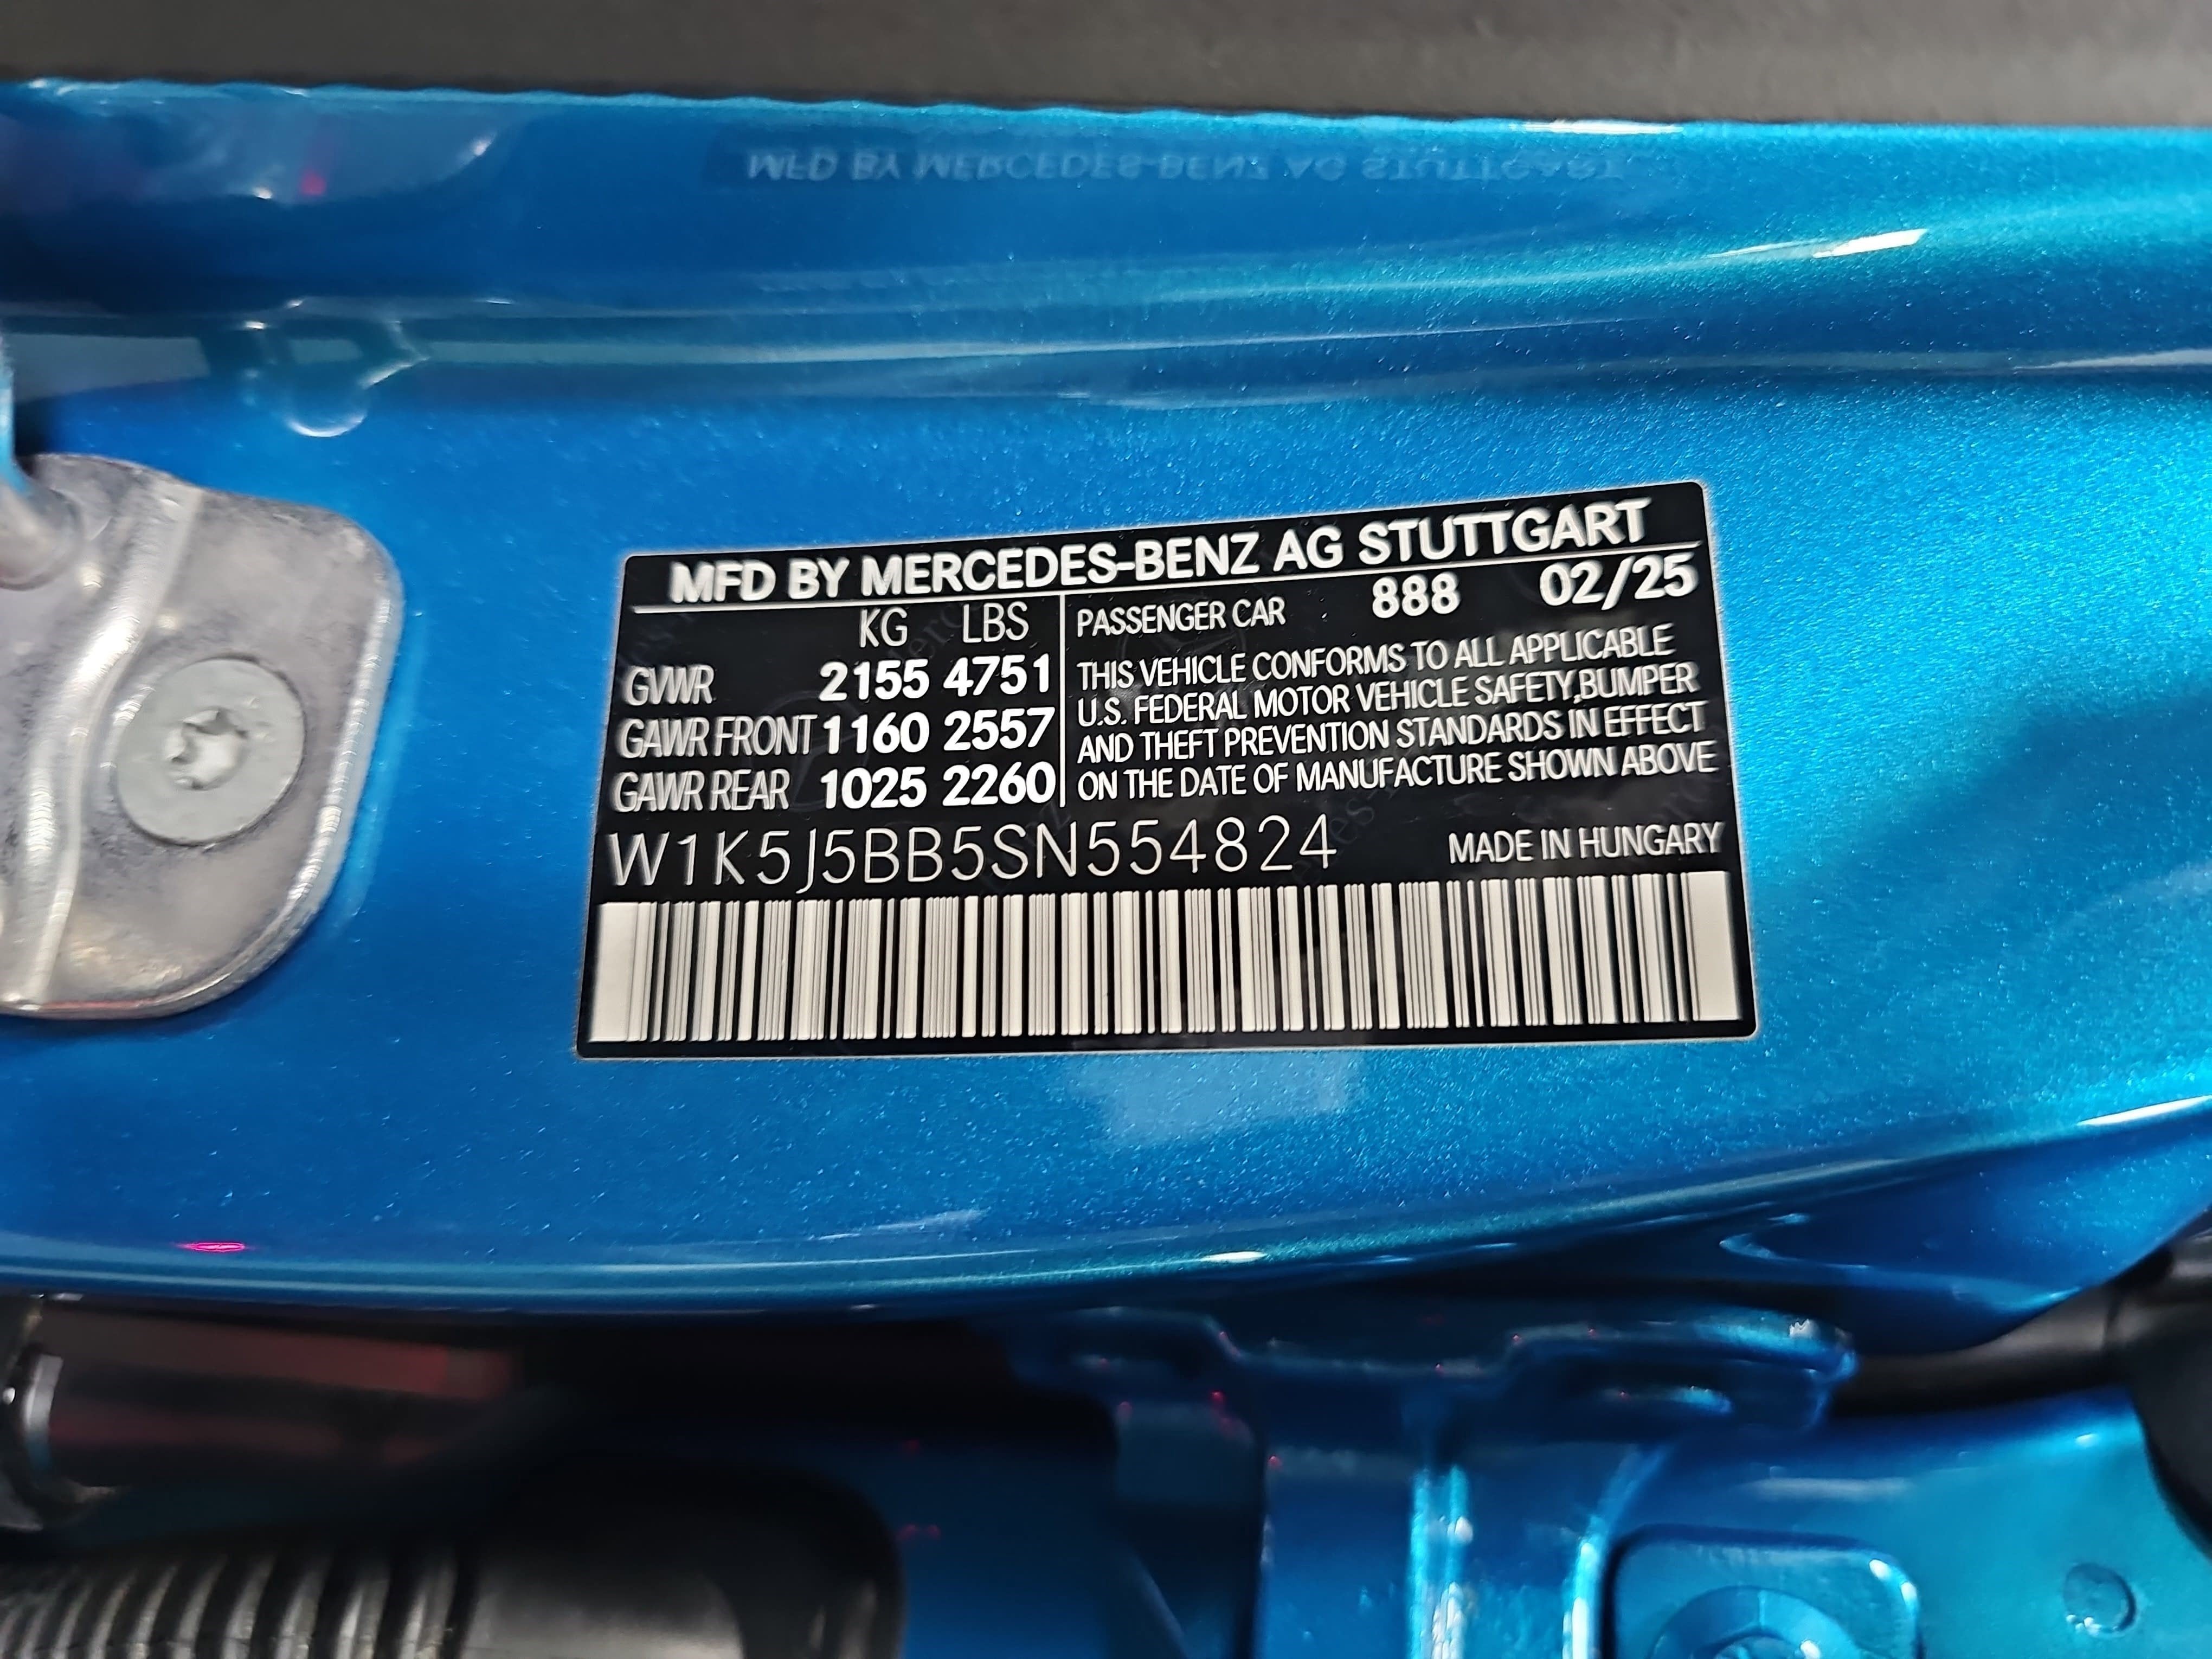 MFD BY MERCEDES-BENZ AG STUTTGART
KG LBS
GVWR 2155 4751
GAWR FRONT 1160 2557
GAWR REAR 1025 2260
PASSENGER CAR 888 02/25
THIS VEHICLE CONFORMS TO ALL APPLICABLE
U.S. FEDERAL MOTOR VEHICLE SAFETY,BUMPER
AND THEFT PREVENTION STANDARDS IN EFFECT
ON THE DATE OF MANUFACTURE SHOWN ABOVE
W1K5J5BB5SN554824
MADE IN HUNGARY